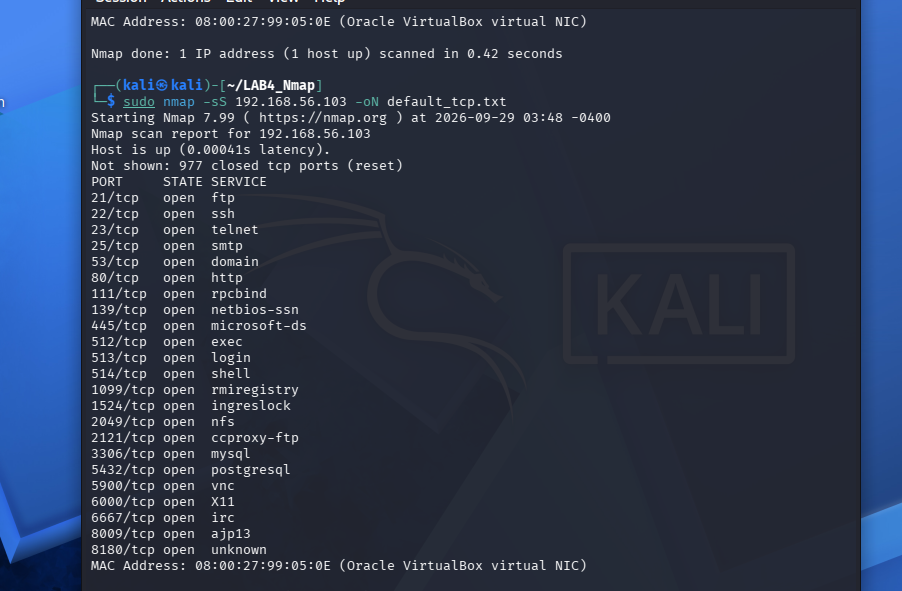 Session Actions Edit View Help
MAC Address: 08:00:27:99:05:0E (Oracle VirtualBox virtual NIC)
Nmap done: 1 IP address (1 host up) scanned in 0.42 seconds
┌──(kali㉿kali)-[~/LAB4_Nmap]
└─$ sudo nmap -sS 192.168.56.103 -oN default_tcp.txt
Starting Nmap 7.99 ( https://nmap.org ) at 2026-09-29 03:48 -0400
Nmap scan report for 192.168.56.103
Host is up (0.00041s latency).
Not shown: 977 closed tcp ports (reset)
PORT     STATE SERVICE
21/tcp   open  ftp
22/tcp   open  ssh
23/tcp   open  telnet
25/tcp   open  smtp
53/tcp   open  domain
80/tcp   open  http
111/tcp  open  rpcbind
139/tcp  open  netbios-ssn
445/tcp  open  microsoft-ds
512/tcp  open  exec
513/tcp  open  login
514/tcp  open  shell
1099/tcp open  rmiregistry
1524/tcp open  ingreslock
2049/tcp open  nfs
2121/tcp open  ccproxy-ftp
3306/tcp open  mysql
5432/tcp open  postgresql
5900/tcp open  vnc
6000/tcp open  X11
6667/tcp open  irc
8009/tcp open  ajp13
8180/tcp open  unknown
MAC Address: 08:00:27:99:05:0E (Oracle VirtualBox virtual NIC)
KALI